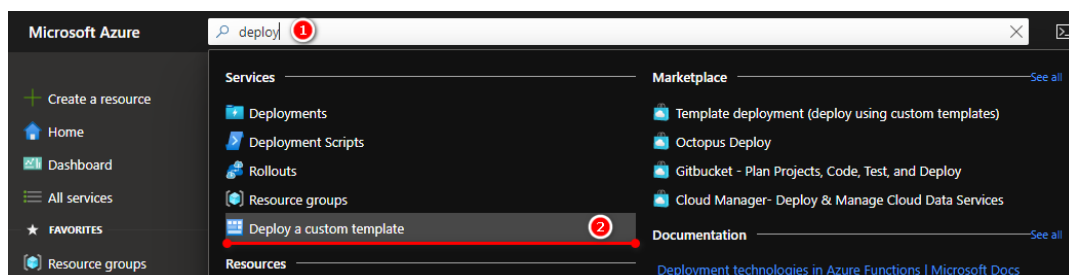 Microsoft Azure
deploy
1
Create a resource
Home
Dashboard
All services
FAVORITES
Resource groups
Services
Deployments
Deployment Scripts
Rollouts
Resource groups
Deploy a custom template
2
Resources
Marketplace
See all
Template deployment (deploy using custom templates)
Octopus Deploy
Gitbucket - Plan Projects, Code, Test, and Deploy
Cloud Manager- Deploy & Manage Cloud Data Services
Documentation
See all
Deployment technologies in Azure Functions | Microsoft Docs